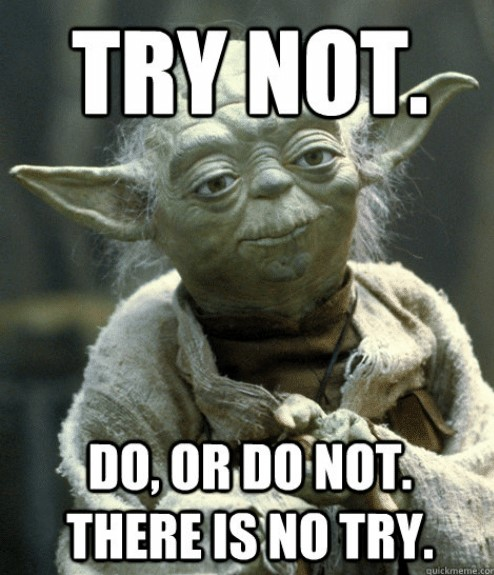 TRY NOT.
DO, OR DO NOT.
THERE IS NO TRY.
quickmeme.com